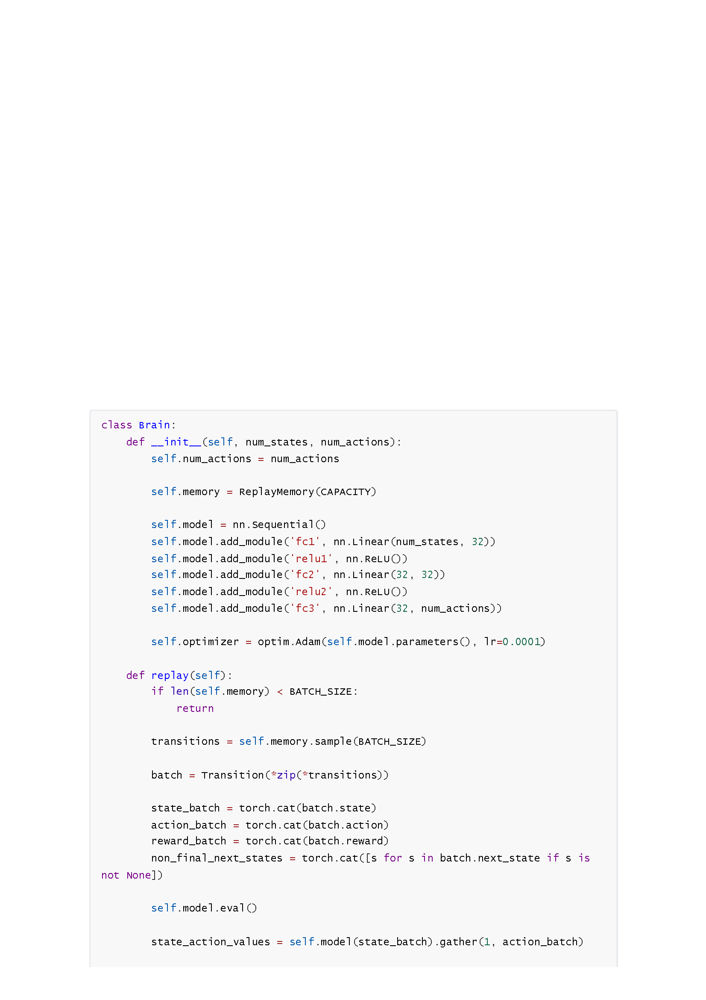 class Brain:
    def __init__(self, num_states, num_actions):
        self.num_actions = num_actions

        self.memory = ReplayMemory(CAPACITY)

        self.model = nn.Sequential()
        self.model.add_module('fc1', nn.Linear(num_states, 32))
        self.model.add_module('relu1', nn.ReLU())
        self.model.add_module('fc2', nn.Linear(32, 32))
        self.model.add_module('relu2', nn.ReLU())
        self.model.add_module('fc3', nn.Linear(32, num_actions))

        self.optimizer = optim.Adam(self.model.parameters(), lr=0.0001)

    def replay(self):
        if len(self.memory) < BATCH_SIZE:
            return

        transitions = self.memory.sample(BATCH_SIZE)

        batch = Transition(*zip(*transitions))

        state_batch = torch.cat(batch.state)
        action_batch = torch.cat(batch.action)
        reward_batch = torch.cat(batch.reward)
        non_final_next_states = torch.cat([s for s in batch.next_state if s is
not None])

        self.model.eval()

        state_action_values = self.model(state_batch).gather(1, action_batch)